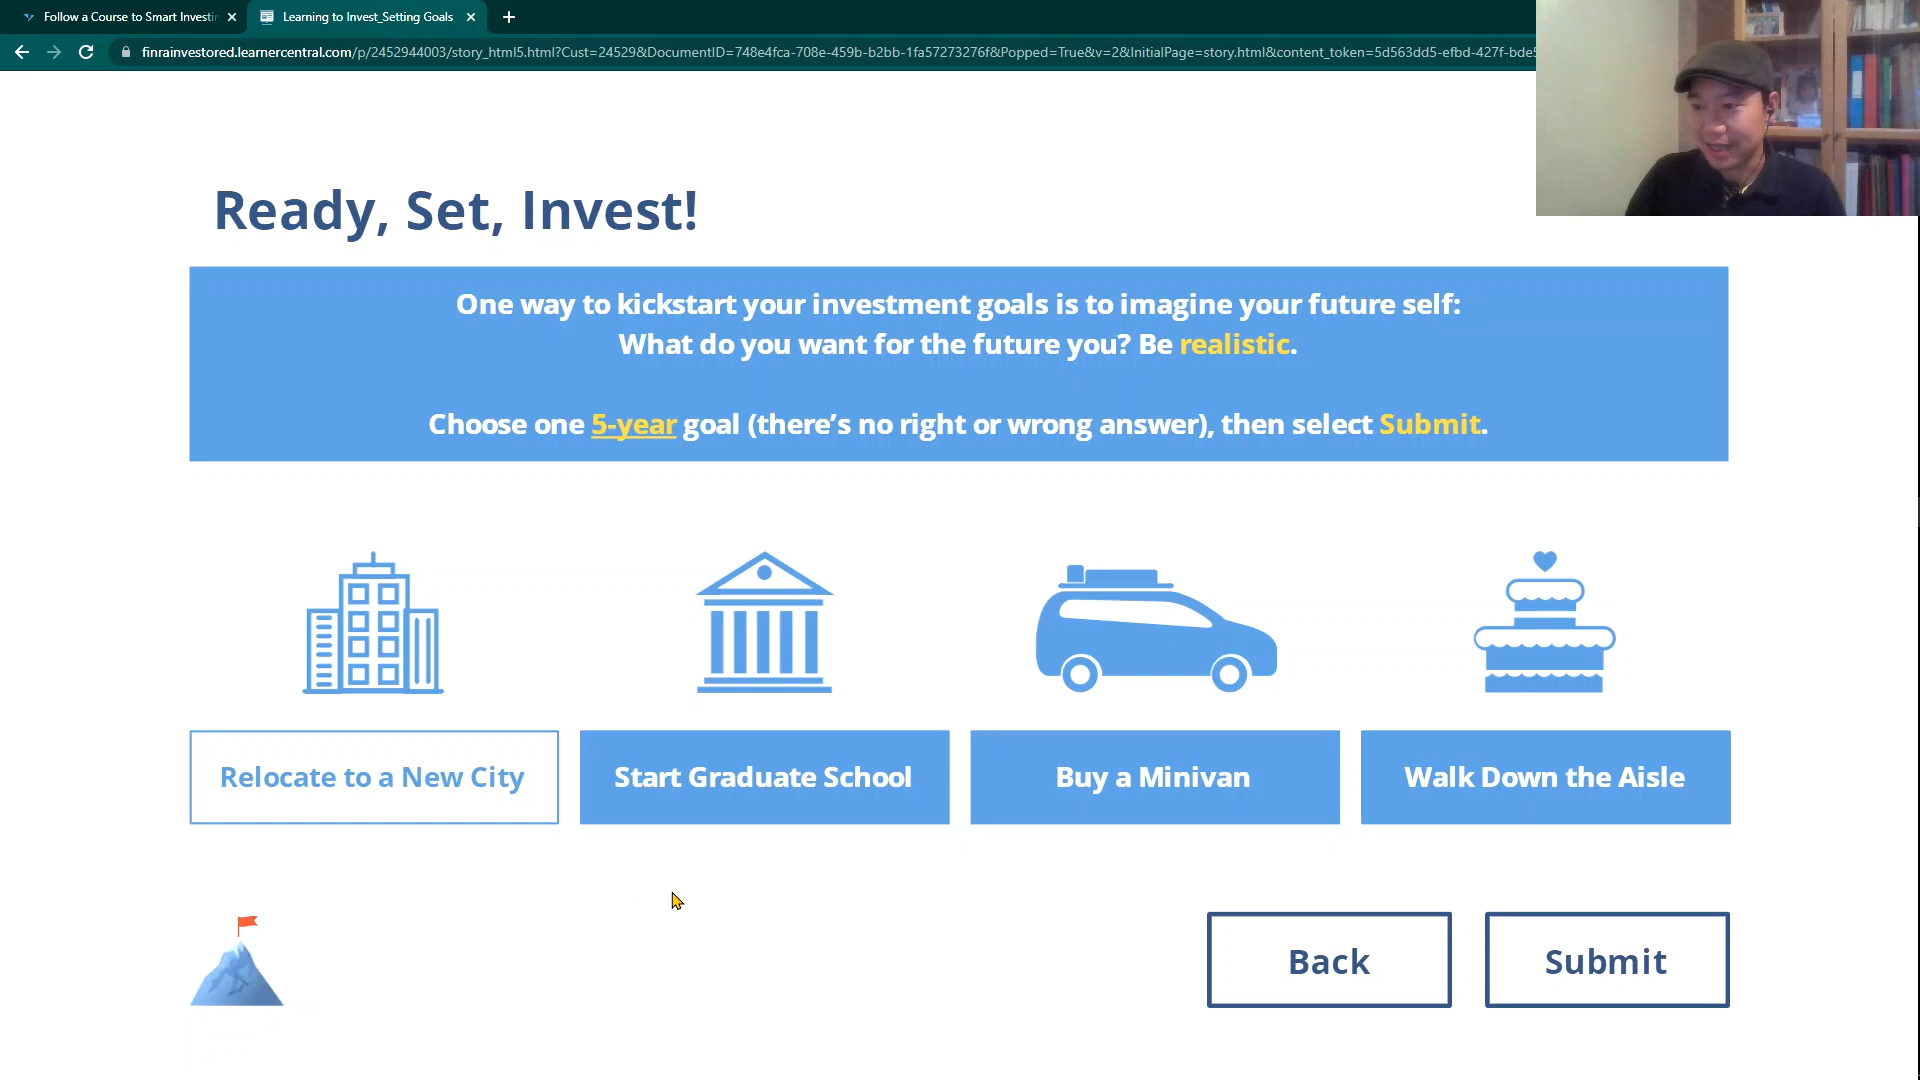 Follow a Course to Smart Investin
Learning to Invest_Setting Goals
finrainvestored.learnercentral.com/p/2452944003/story_html5.html?Cust=24529&DocumentID=748e4fca-708e-459b-b2bb-1fa57273276f&Popped=True&v=2&InitialPage=story.html&content_token=5d563dd5-efbd-427f-bde5
Ready, Set, Invest!
One way to kickstart your investment goals is to imagine your future self:
What do you want for the future you? Be realistic.
Choose one 5-year goal (there’s no right or wrong answer), then select Submit.
Relocate to a New City
Start Graduate School
Buy a Minivan
Walk Down the Aisle
Back
Submit